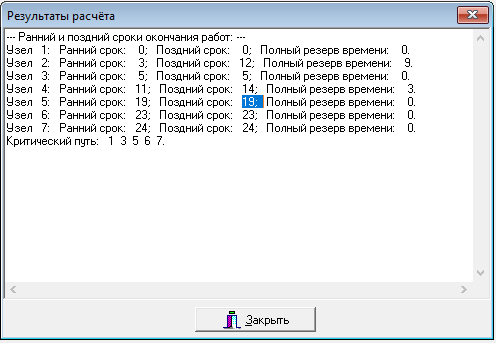 Результаты расчёта
--- Ранний и поздний сроки окончания работ: ---
Узел 1: Ранний срок: 0; Поздний срок: 0; Полный резерв времени: 0.
Узел 2: Ранний срок: 3; Поздний срок: 12; Полный резерв времени: 9.
Узел 3: Ранний срок: 5; Поздний срок: 5; Полный резерв времени: 0.
Узел 4: Ранний срок: 11; Поздний срок: 14; Полный резерв времени: 3.
Узел 5: Ранний срок: 19; Поздний срок: 19; Полный резерв времени: 0.
Узел 6: Ранний срок: 23; Поздний срок: 23; Полный резерв времени: 0.
Узел 7: Ранний срок: 24; Поздний срок: 24; Полный резерв времени: 0.
Критический путь: 1 3 5 6 7.
Закрыть